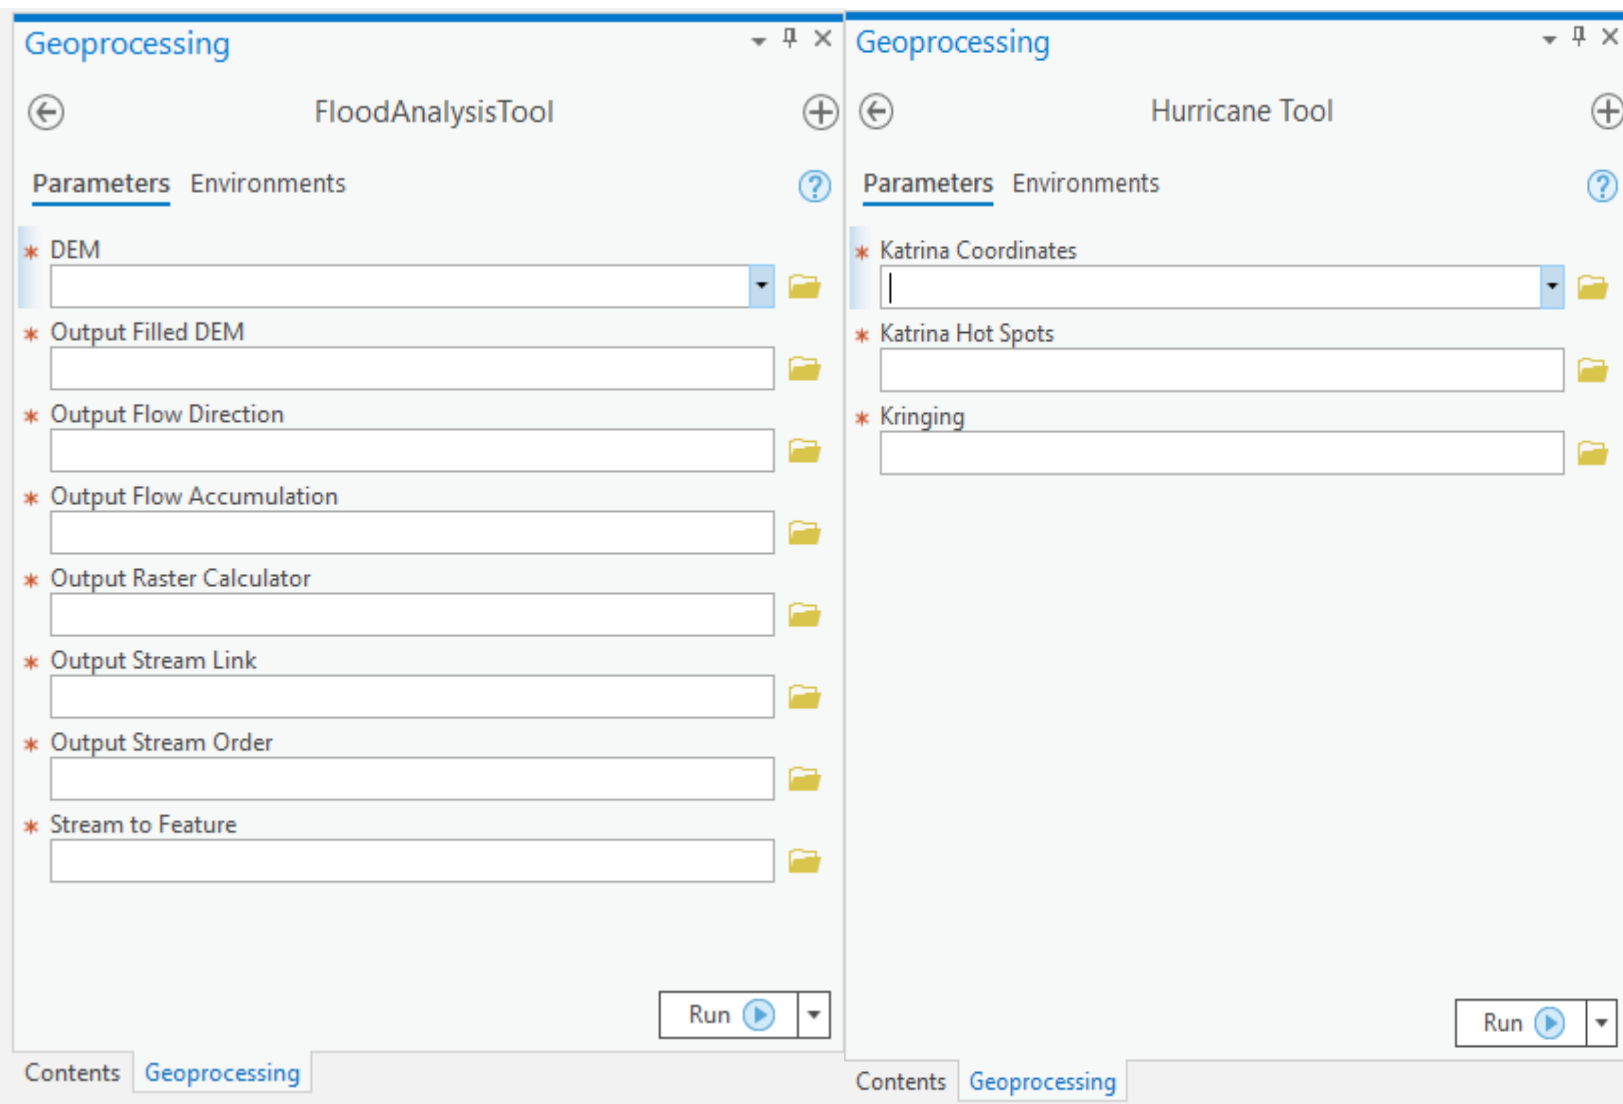 Geoprocessing
FloodAnalysisTool
Parameters Environments
* DEM
* Output Filled DEM
* Output Flow Direction
* Output Flow Accumulation
* Output Raster Calculator
* Output Stream Link
* Output Stream Order
* Stream to Feature
Run
Contents Geoprocessing
Geoprocessing
Hurricane Tool
Parameters Environments
* Katrina Coordinates
* Katrina Hot Spots
* Kringing
Run
Contents Geoprocessing